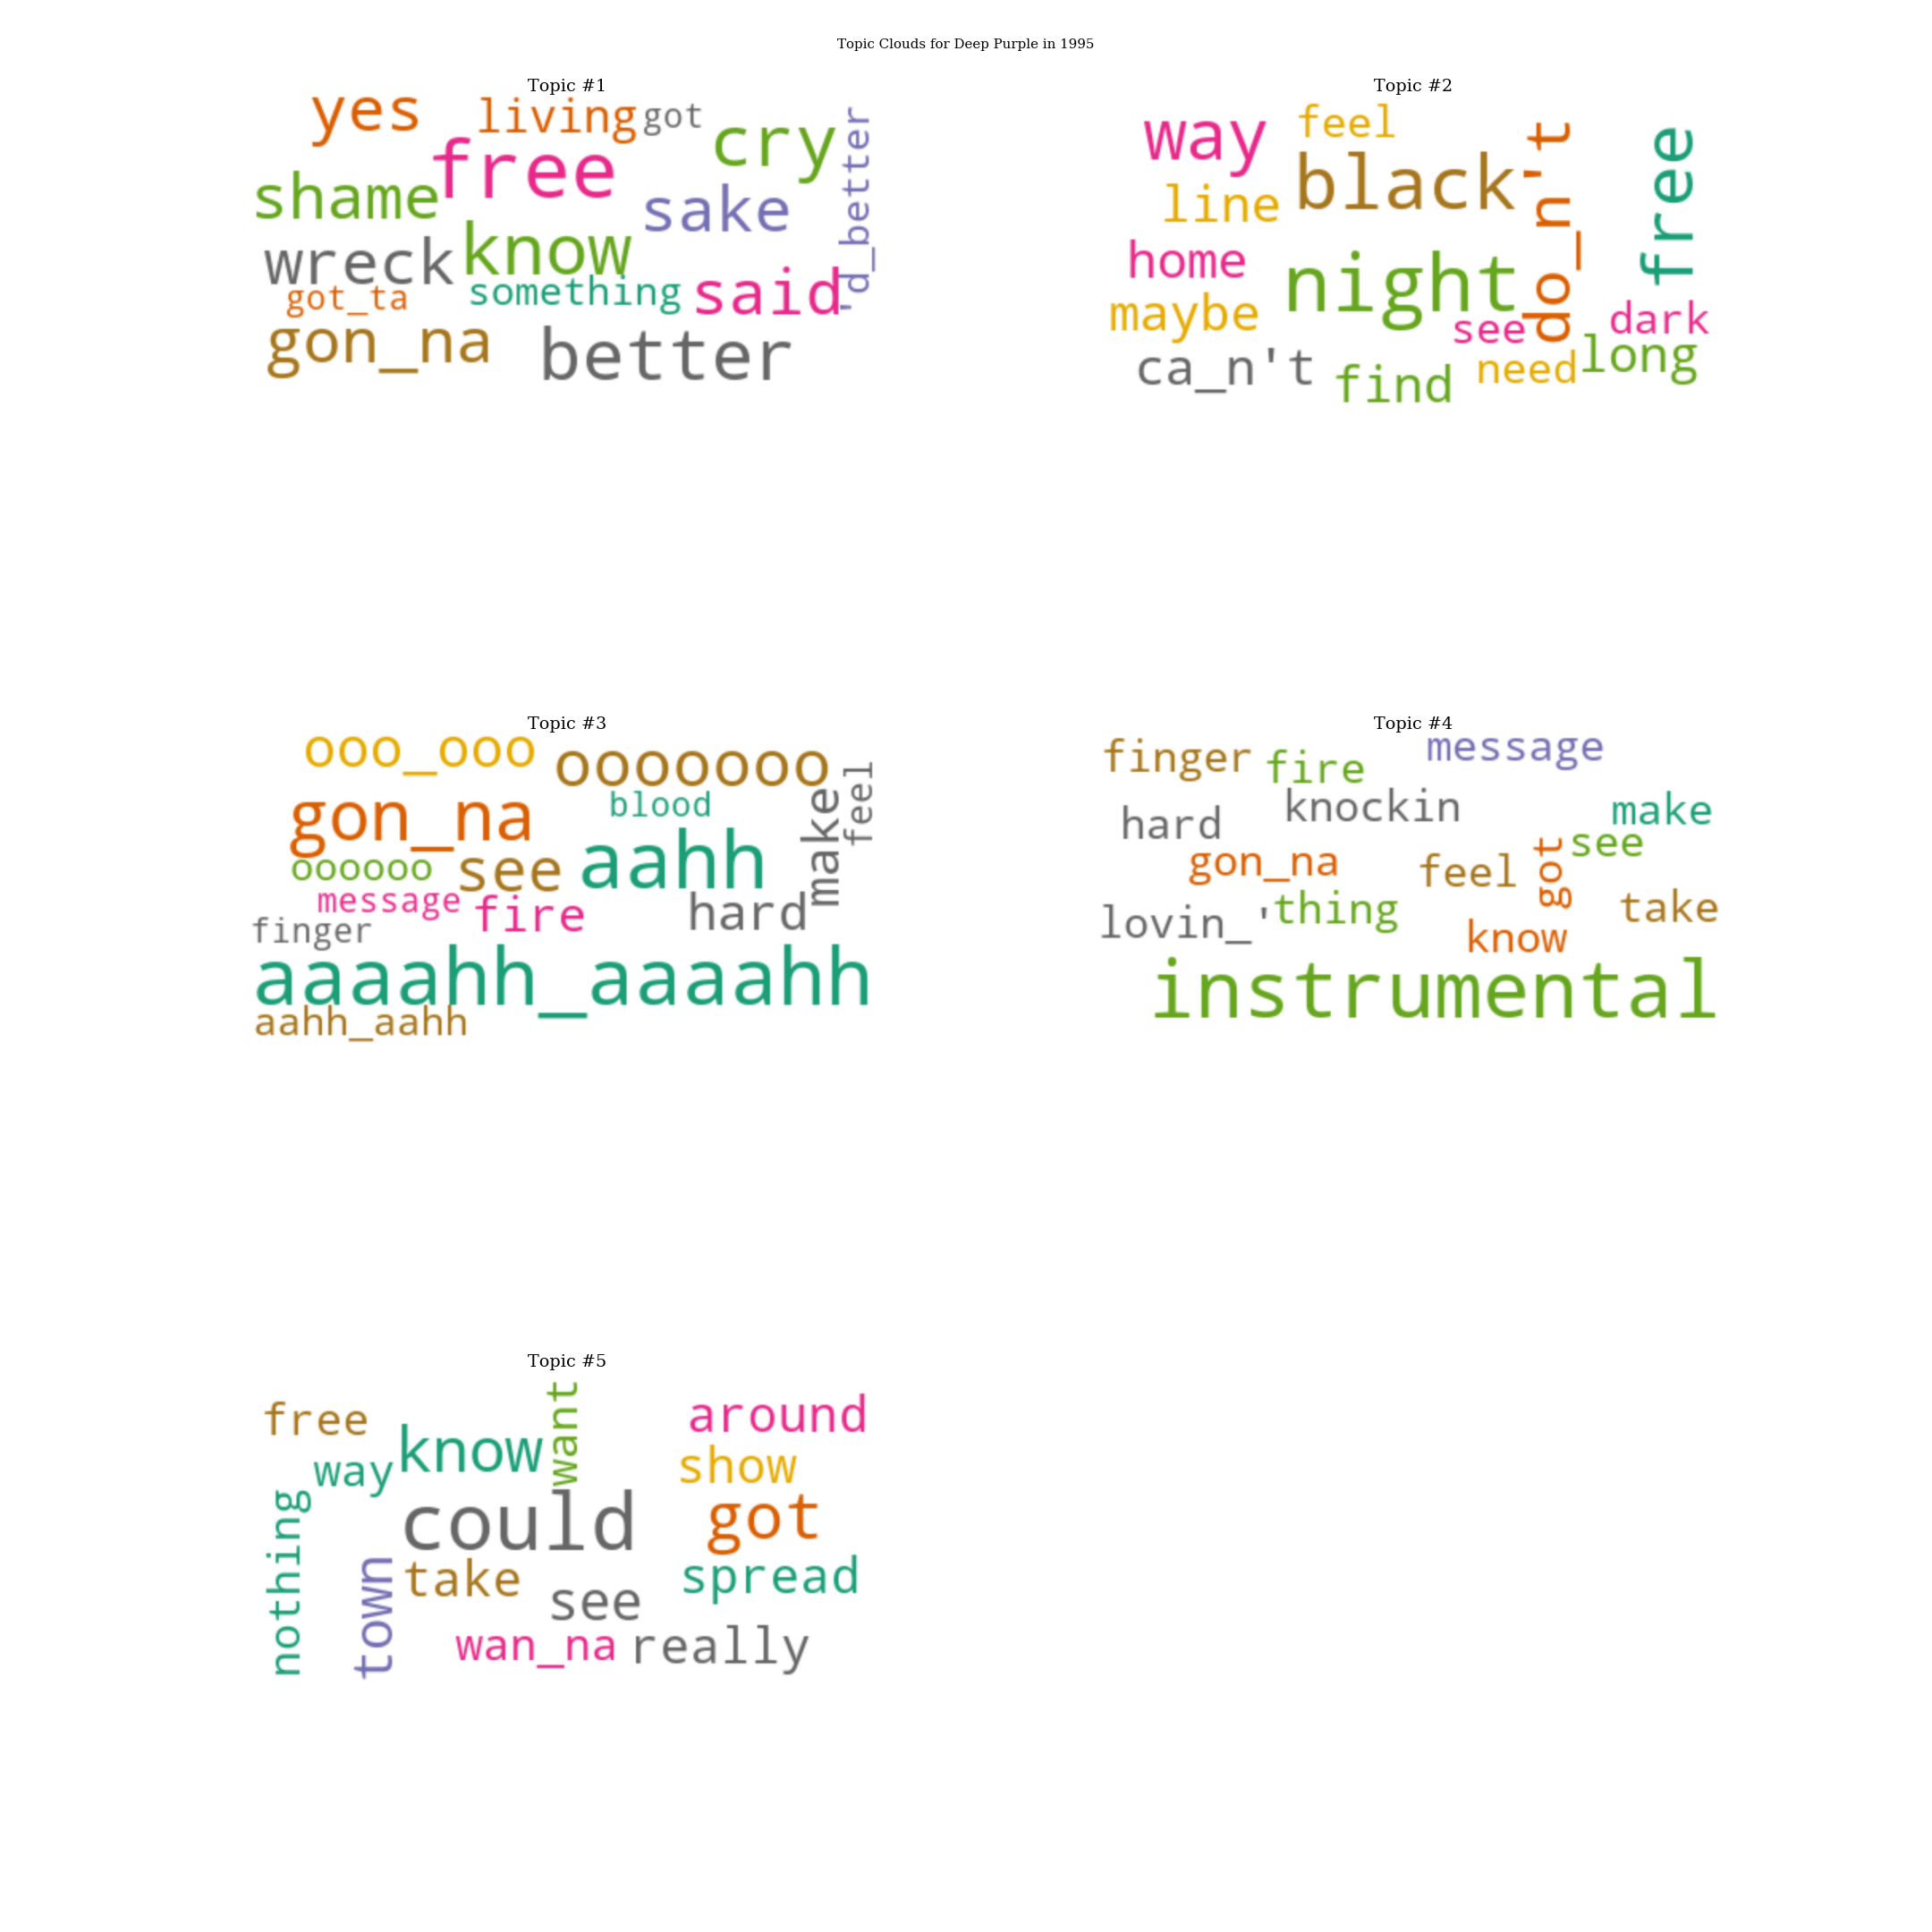 Topic Clouds for Deep Purple in 1995
Topic #1
yes
living
got
cry
'd_better
free
shame
sake
wreck
know
got_ta
something
said
gon_na
better
Topic #2
way
feel
black
do_n't
free
line
home
night
maybe
see
dark
ca_n't
find
need
long
Topic #3
ooo_ooo
ooooooo
feel
gon_na
blood
make
oooooo
see
aahh
message
fire
hard
finger
aaaahh_aaaahh
aahh_aahh
Topic #4
finger
fire
message
hard
knockin
make
gon_na
feel
got
see
lovin_'
thing
know
take
instrumental
Topic #5
free
want
around
way
know
show
nothing
could
got
town
take
see
spread
wan_na
really